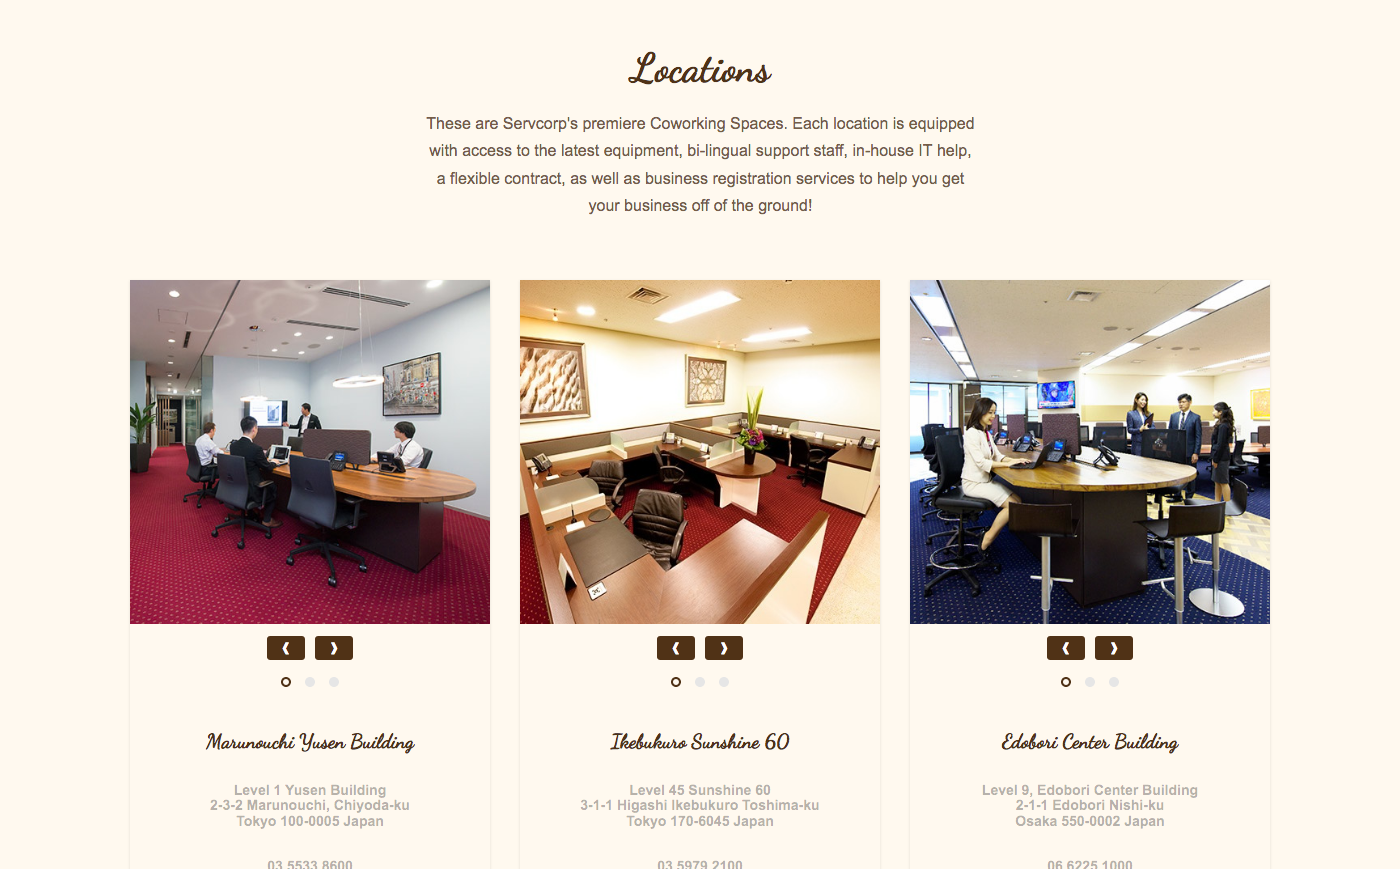 Locations
These are Servcorp's premiere Coworking Spaces. Each location is equipped
with access to the latest equipment, bi-lingual support staff, in-house IT help,
a flexible contract, as well as business registration services to help you get
your business off of the ground!
Marunouchi Yusen Building
Level 1 Yusen Building
2-3-2 Marunouchi, Chiyoda-ku
Tokyo 100-0005 Japan
03 5533 8600
Ikebukuro Sunshine 60
Level 45 Sunshine 60
3-1-1 Higashi Ikebukuro Toshima-ku
Tokyo 170-6045 Japan
03 5979 2100
Edobori Center Building
Level 9, Edobori Center Building
2-1-1 Edobori Nishi-ku
Osaka 550-0002 Japan
06 6225 1000